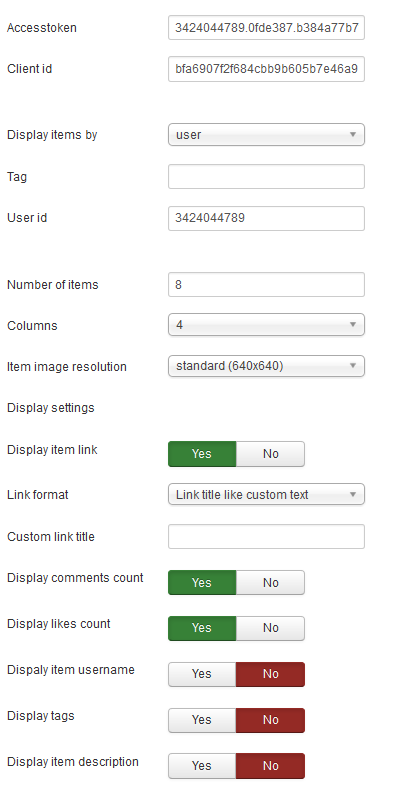 Accesstoken 3424044789.0fde387.b384a77b7
Client id bfa6907f2f684cbb9b605b7e46a9
Display items by user
Tag
User id 3424044789
Number of items 8
Columns 4
Item image resolution standard (640x640)
Display settings
Display item link Yes No
Link format Link title like custom text
Custom link title
Display comments count Yes No
Display likes count Yes No
Dispaly item username Yes No
Display tags Yes No
Display item description Yes No